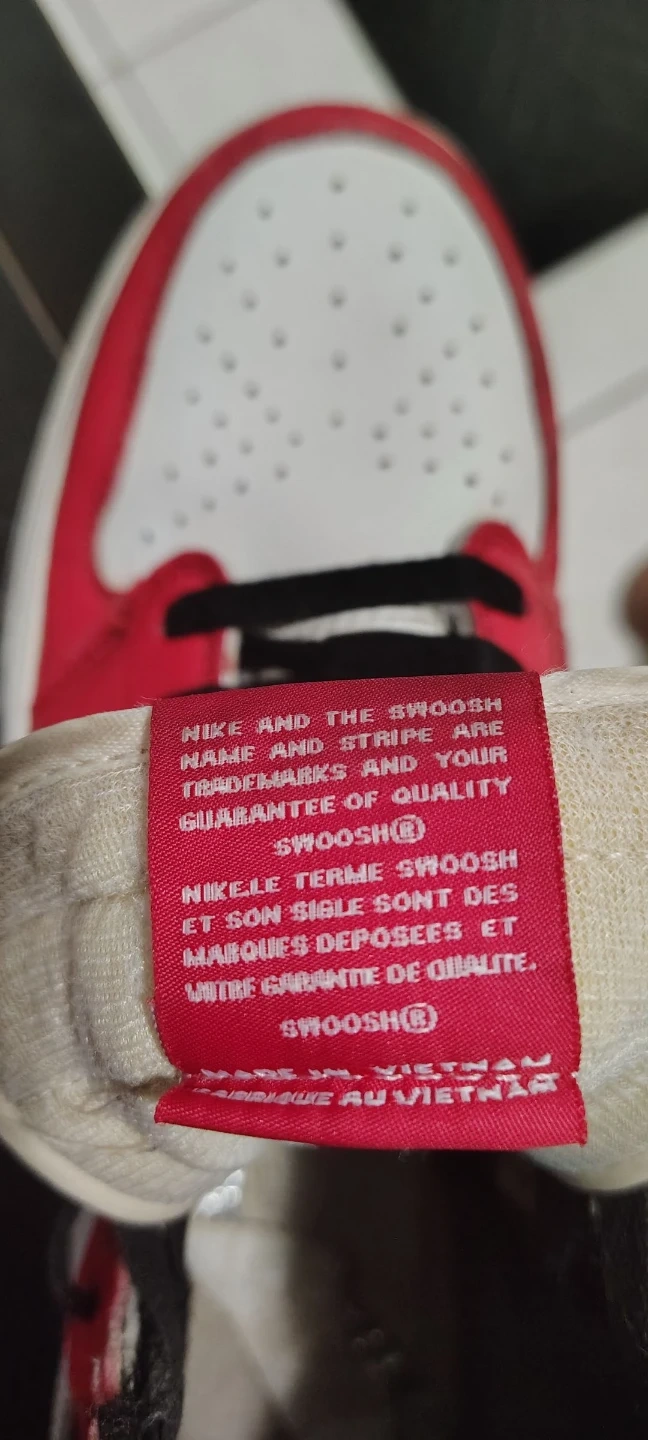 NIKE AND THE SWOOSH
NAME AND STRIPE ARE
TRADEMARKS AND YOUR
GUARANTEE OF QUALITY
SWOOSH®
NIKE.LE TERME SWOOSH
ET SON SIGLE SONT DES
MARQUES DEPOSEES ET
VOTRE GARANTIE DE QUALITE.
SWOOSH®
MADE IN VIETNAM
FABRIQUE AU VIETNAM